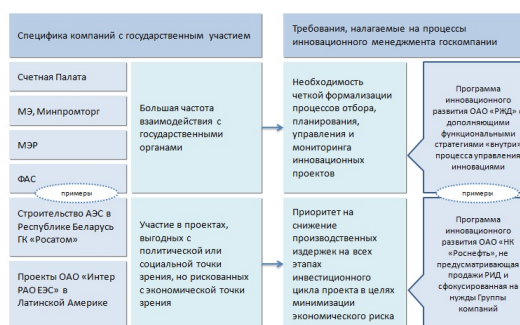 Специфика компаний с государственным участием
Требования, налагаемые на процессы
инновационного менеджмента госкомпании
Счетная Палата
МЭ, Минпромторг
МЭР
ФАС
Большая частота
взаимодействия с
государственными
органами
Необходимость
четкой формализации
процессов отбора,
планирования,
управления и
мониторинга
инновационных
проектов
Программа
инновационного
развития ОАО «РЖД» с
дополняющими
функциональными
стратегиями «внутри»
процесса управления
инновациями
примеры
примеры
Строительство АЭС в
Республике Беларусь
ГК «Росатом»
Проекты ОАО «Интер
РАО ЕЭС» в
Латинской Америке
Участие в проектах,
выгодных с
политической или
социальной точки
зрения, но рискованных
с экономической точки
зрения
Приоритет на
снижение
производственных
издержек на всех
этапах
инвестиционного
цикла проекта в целях
минимизации
экономического риска
Программа
инновационного
развития ОАО «НК
«Роснефть», не
предусматривающая
продажи РИД и
сфокусированная на
нужды Группы
компаний